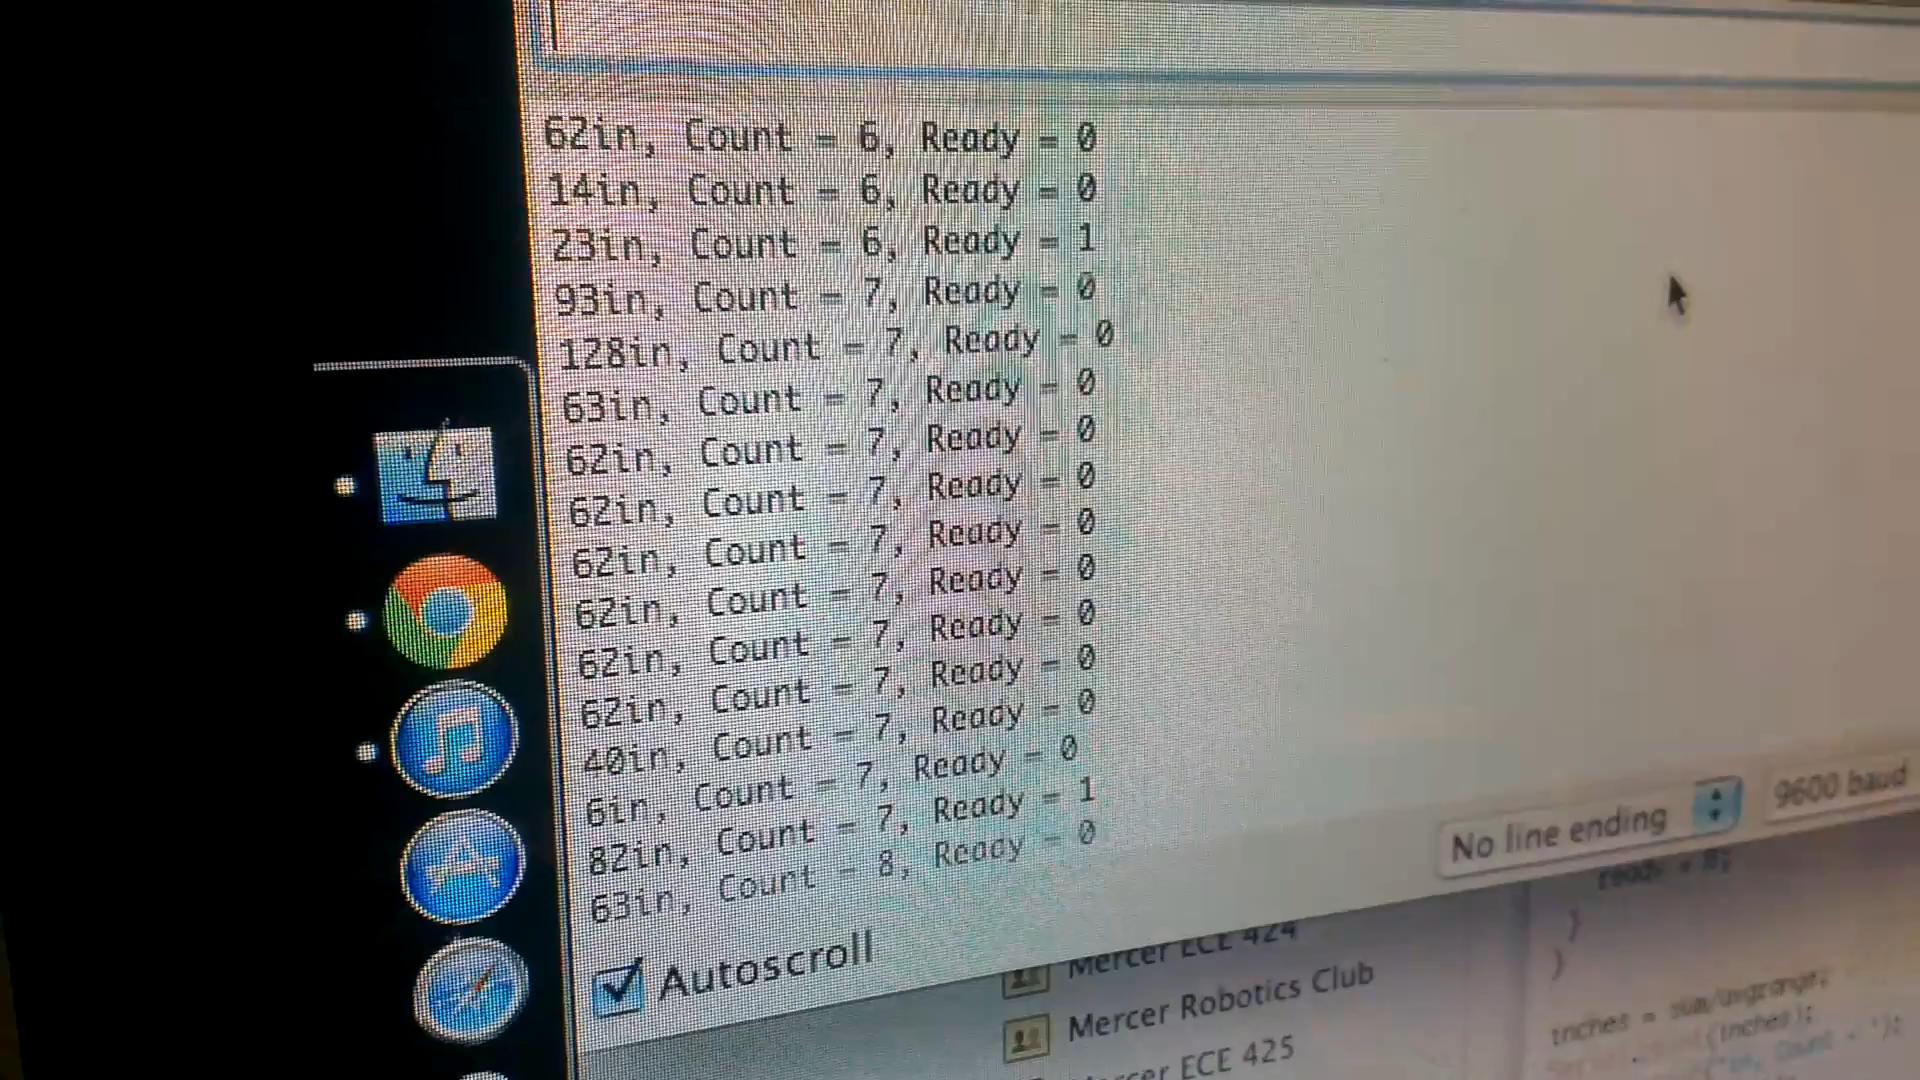 62in, Count = 6, Ready = 0
14in, Count = 6, Ready = 0
23in, Count = 6, Ready = 1
93in, Count = 7, Ready = 0
128in, Count = 7, Ready = 0
63in, Count = 7, Ready = 0
62in, Count = 7, Ready = 0
62in, Count = 7, Ready = 0
62in, Count = 7, Ready = 0
62in, Count = 7, Ready = 0
62in, Count = 7, Ready = 0
62in, Count = 7, Ready = 0
40in, Count = 7, Ready = 0
6in, Count = 7, Ready = 0
82in, Count = 7, Ready = 1
63in, Count = 8, Ready = 0
Autoscroll
No line ending
9600 baud
Mercer ECE 424
Mercer Robotics Club
ECE 425
}
}
inches = sum/avgrange;
(inches);
Count = ');